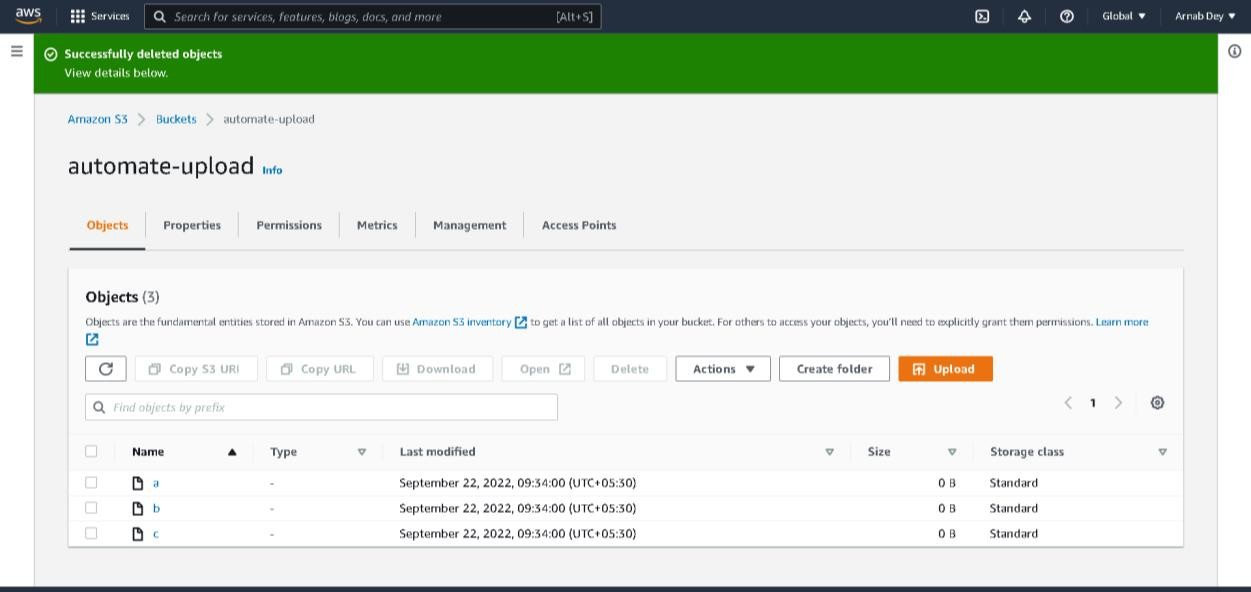 aws Services Search for services, features, blogs, docs, and more [Alt+S] Global Arnab Dey
Successfully deleted objects
View details below.
Amazon S3 Buckets automate-upload
automate-upload Info
Objects Properties Permissions Metrics Management Access Points
Objects (3)
Objects are the fundamental entities stored in Amazon S3. You can use Amazon S3 inventory to get a list of all objects in your bucket. For others to access your objects, you'll need to explicitly grant them permissions. Learn more
Copy S3 URI Copy URL Download Open Delete Actions Create folder Upload
Find objects by prefix 1
Name Type Last modified Size Storage class
a - September 22, 2022, 09:34:00 (UTC+05:30) 0 B Standard
b - September 22, 2022, 09:34:00 (UTC+05:30) 0 B Standard
c - September 22, 2022, 09:34:00 (UTC+05:30) 0 B Standard